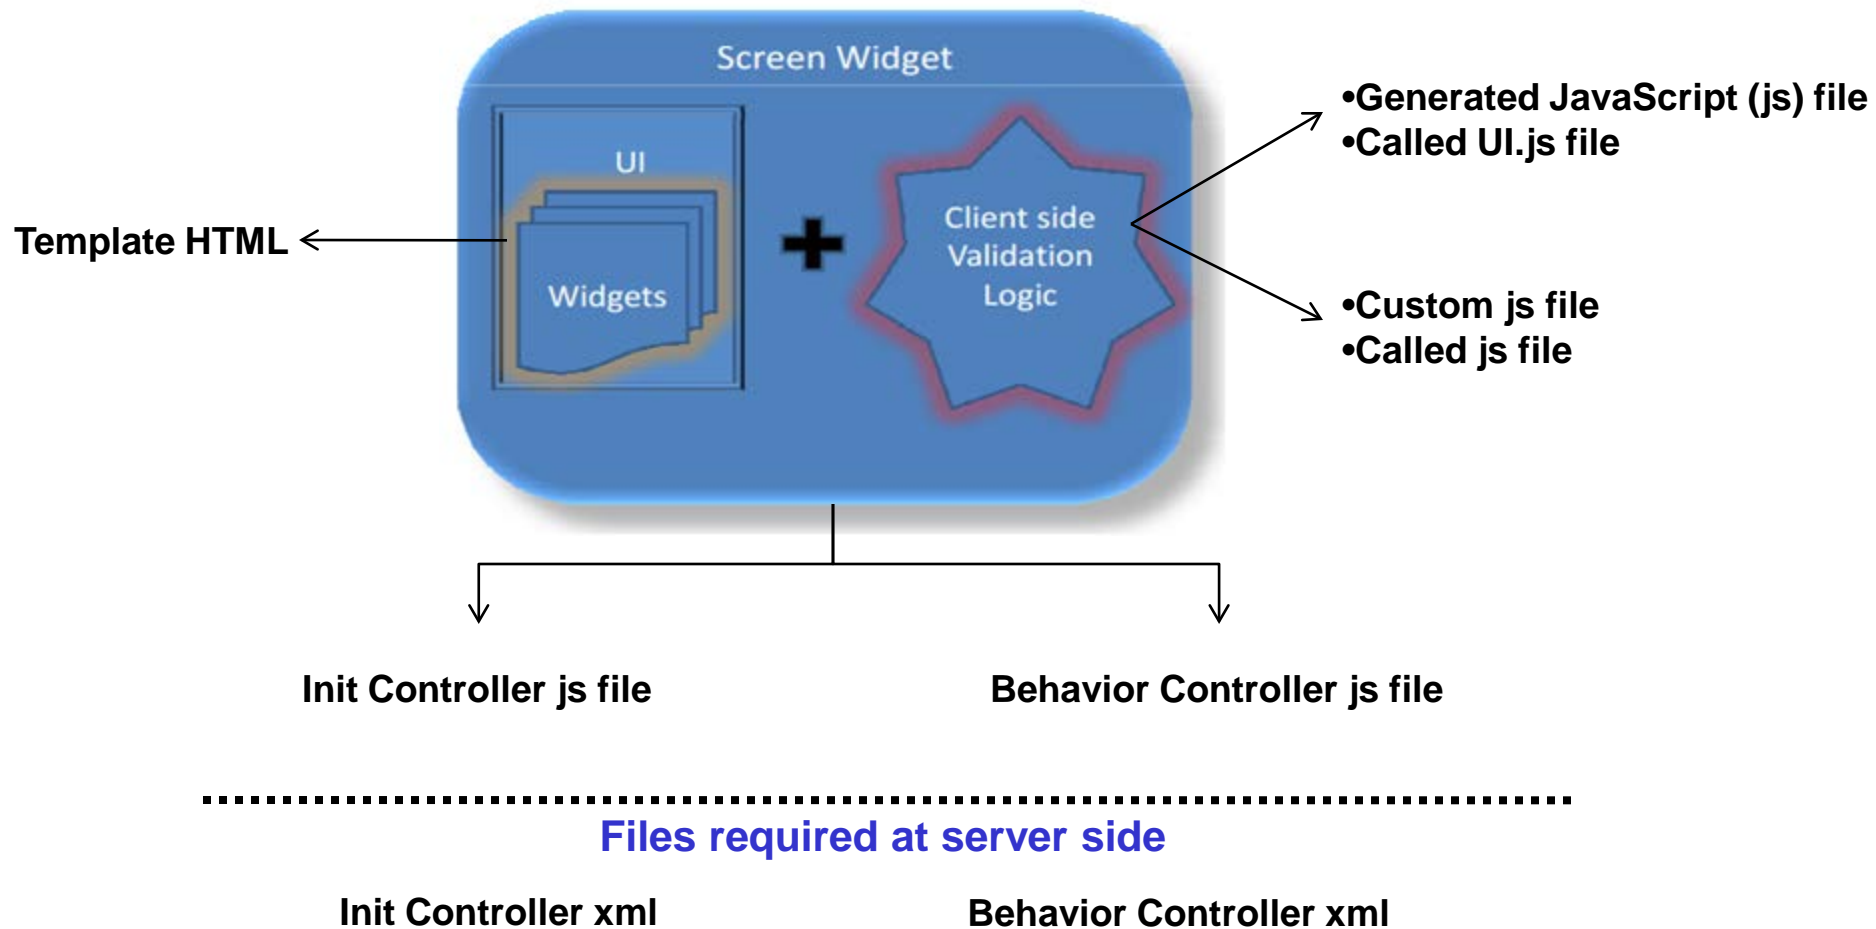 Screen Widget
•Generated JavaScript (js) file
•Called UI.js file
UI
Template HTML
Widgets
Client side
Validation
Logic
•Custom js file
•Called js file
Init Controller js file
Behavior Controller js file
Files required at server side
Init Controller xml
Behavior Controller xml